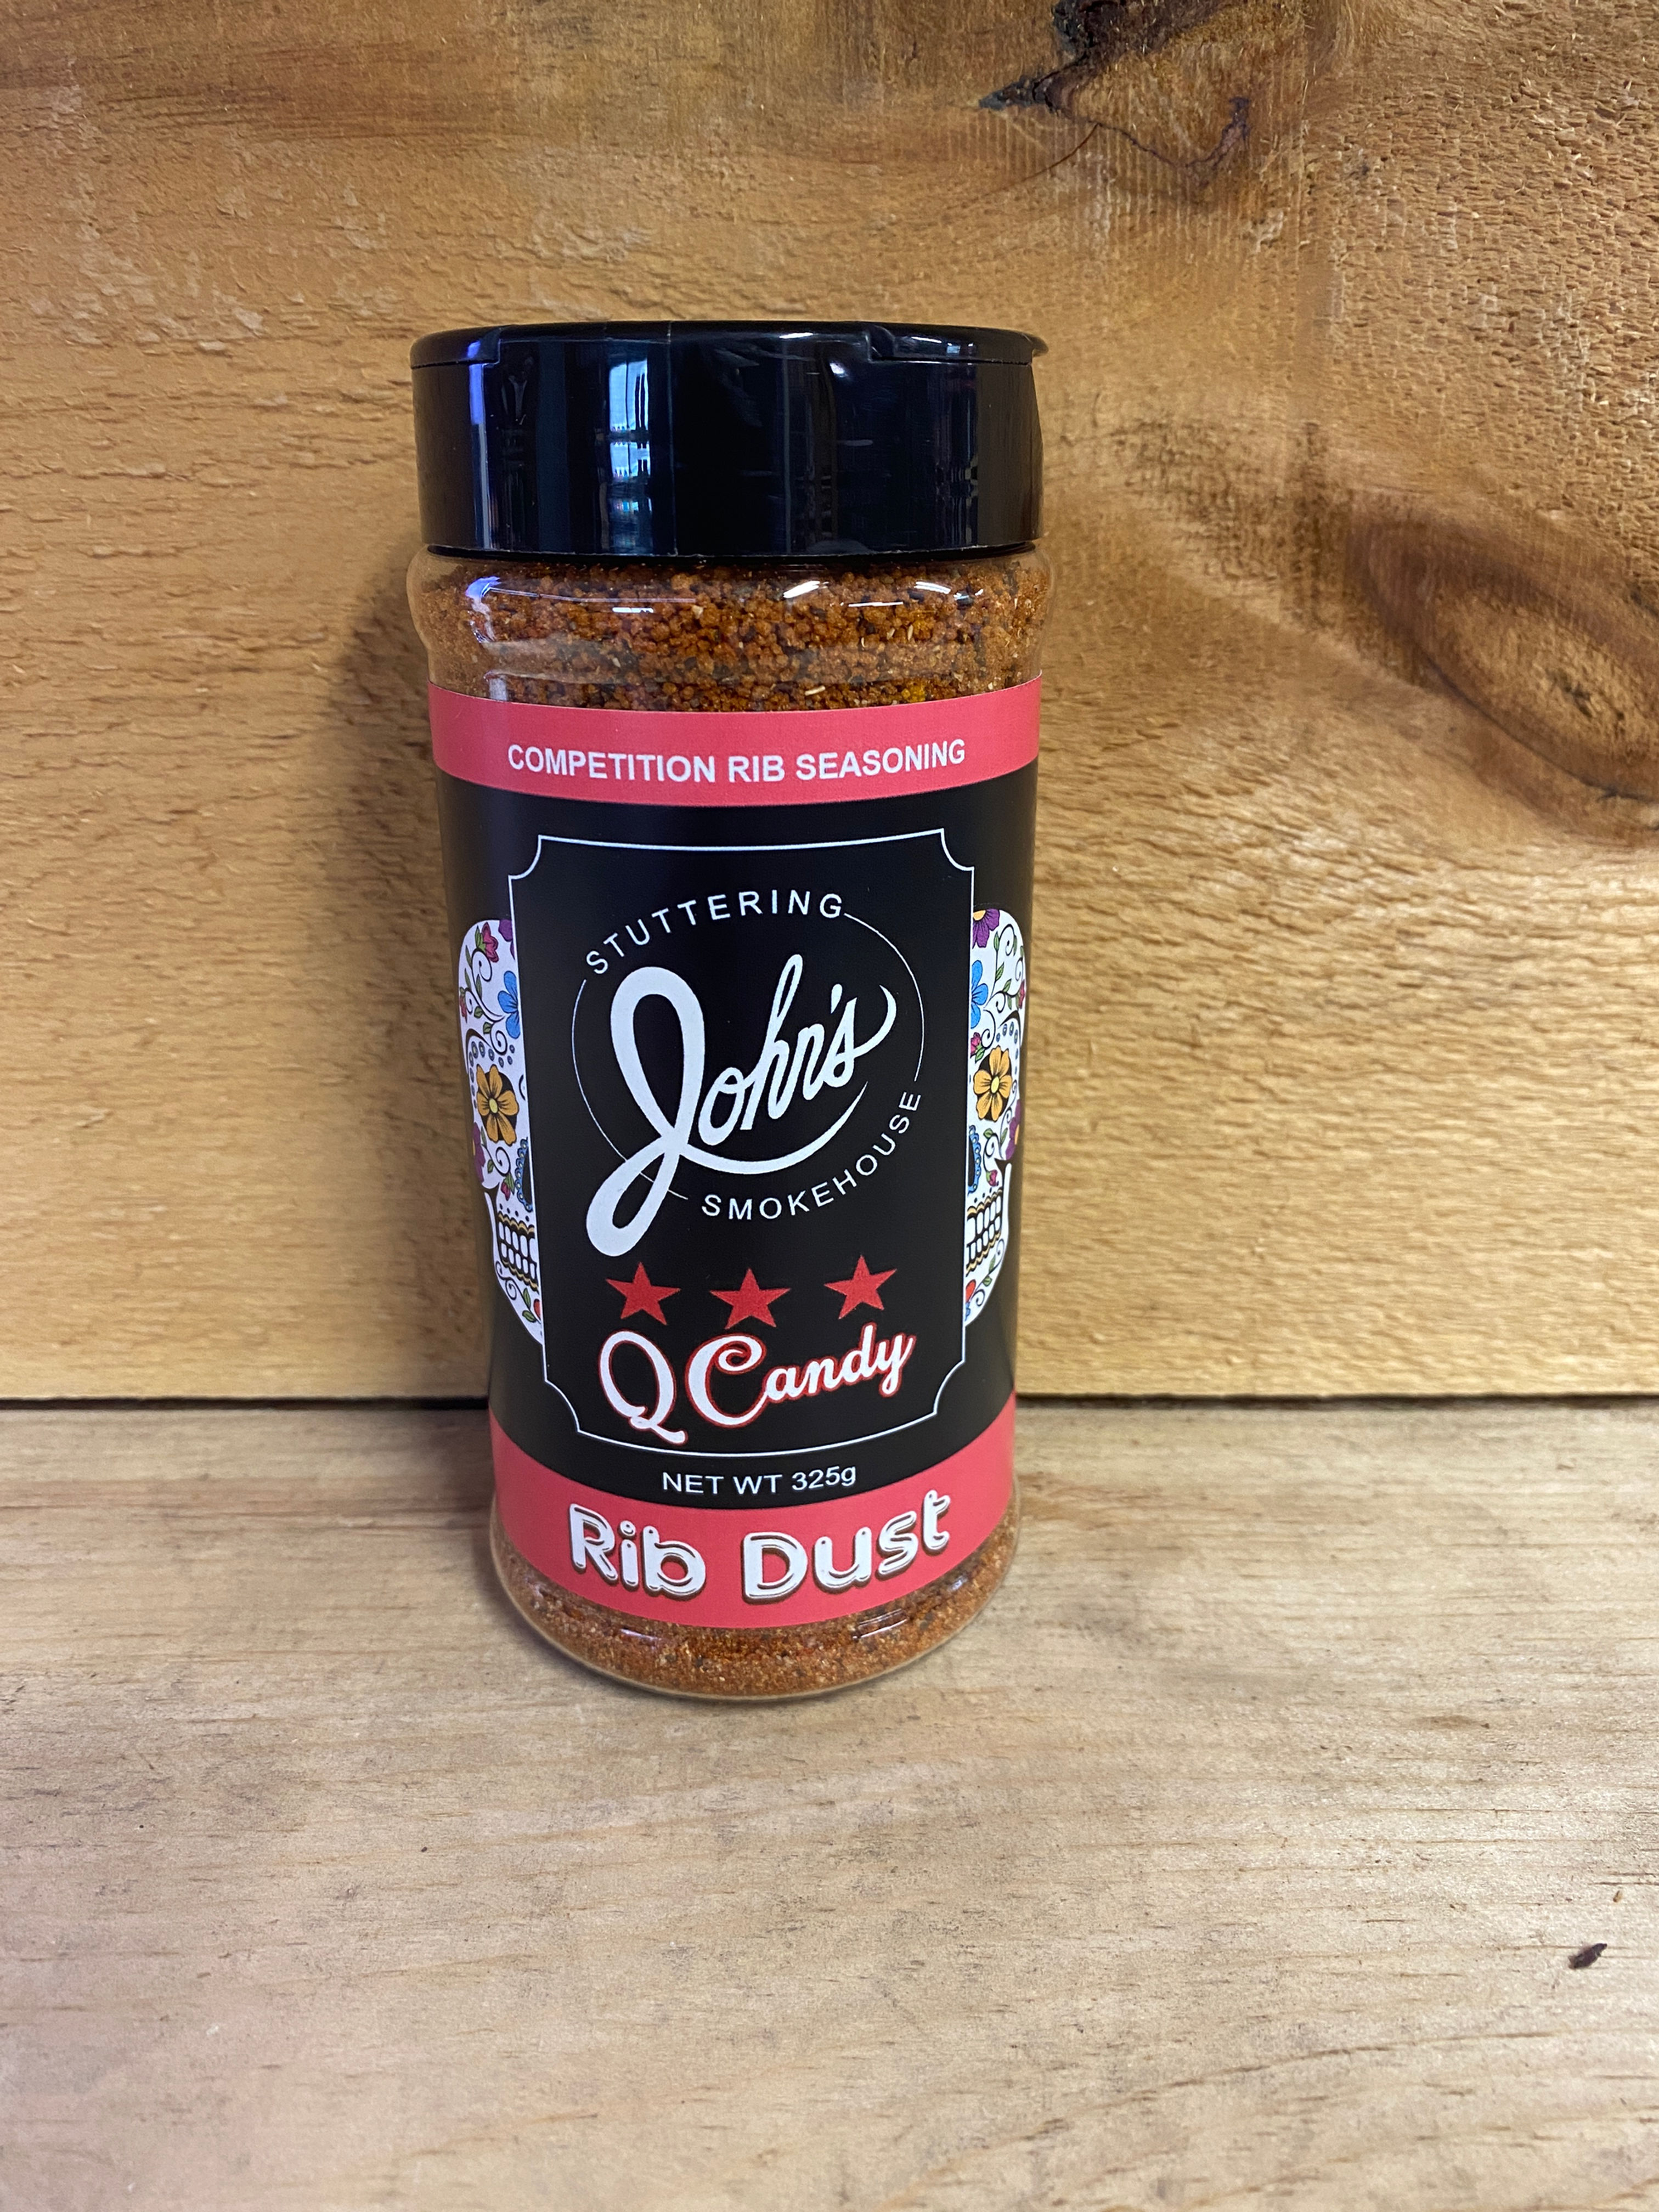 COMPETITION RIB SEASONING
STUTTERING
John's
SMOKEHOUSE
Q Candy
NET WT 325g
Rib Dust